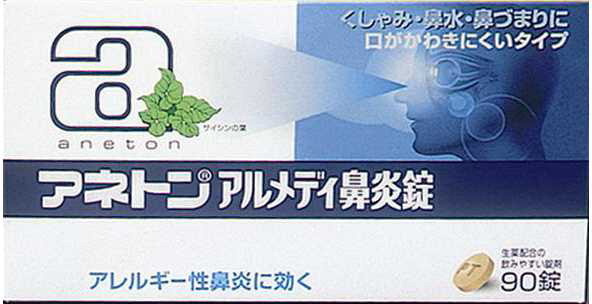 くしゃみ・鼻水・鼻づまりに
口がかわきにくいタイプ
a
サイシンの葉
aneton
アネトン® アルメディ鼻炎錠
アレルギー性鼻炎に効く
生薬配合の
飲みやすい錠剤
90錠